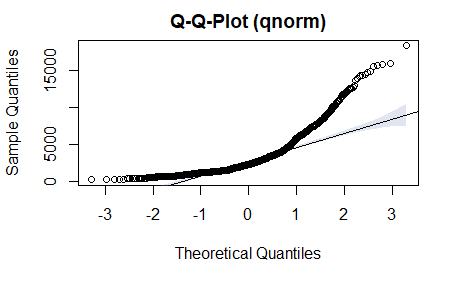 Q-Q-Plot (qnorm)
Sample Quantiles
15000
5000
0
-3 -2 -1 0 1 2 3
Theoretical Quantiles